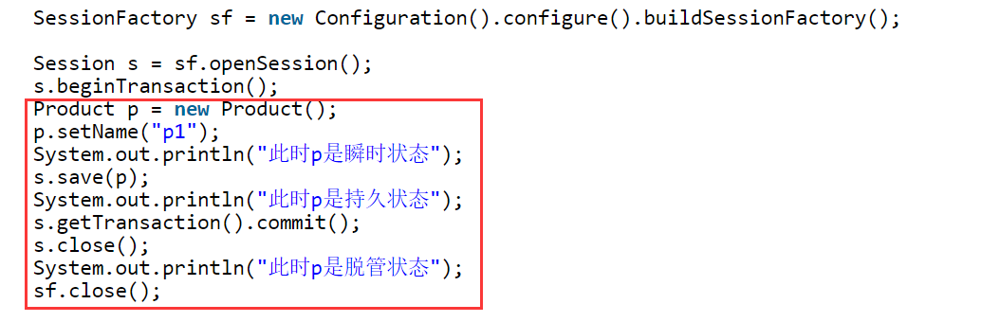 SessionFactory sf = new Configuration().configure().buildSessionFactory();
Session s = sf.openSession();
s.beginTransaction();
Product p = new Product();
p.setName("p1");
System.out.println("此时p是瞬时状态");
s.save(p);
System.out.println("此时p是持久状态");
s.getTransaction().commit();
s.close();
System.out.println("此时p是脱管状态");
sf.close();